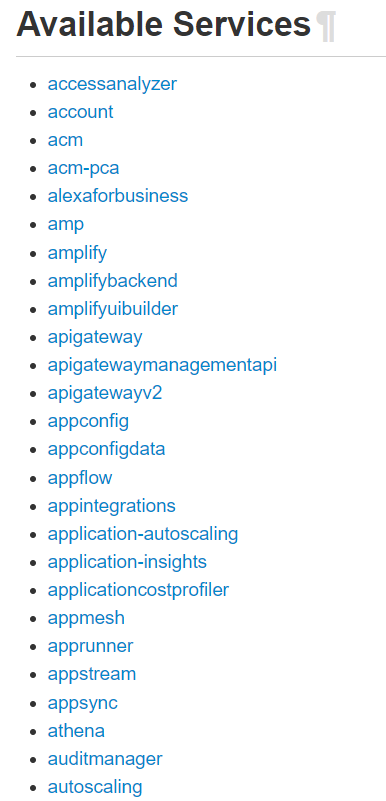 Available Services¶
accessanalyzer
account
acm
acm-pca
alexaforbusiness
amp
amplify
amplifybackend
amplifyuibuilder
apigateway
apigatewaymanagementapi
apigatewayv2
appconfig
appconfigdata
appflow
appintegrations
application-autoscaling
application-insights
applicationcostprofiler
appmesh
apprunner
appstream
appsync
athena
auditmanager
autoscaling